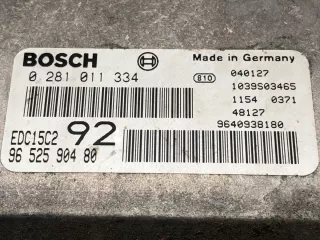 BOSCH
Made in Germany
0 281 011 334
810
040127
1039S03465
1154 0371
48127
9640938180
EDC15C2 92
96 525 904 80